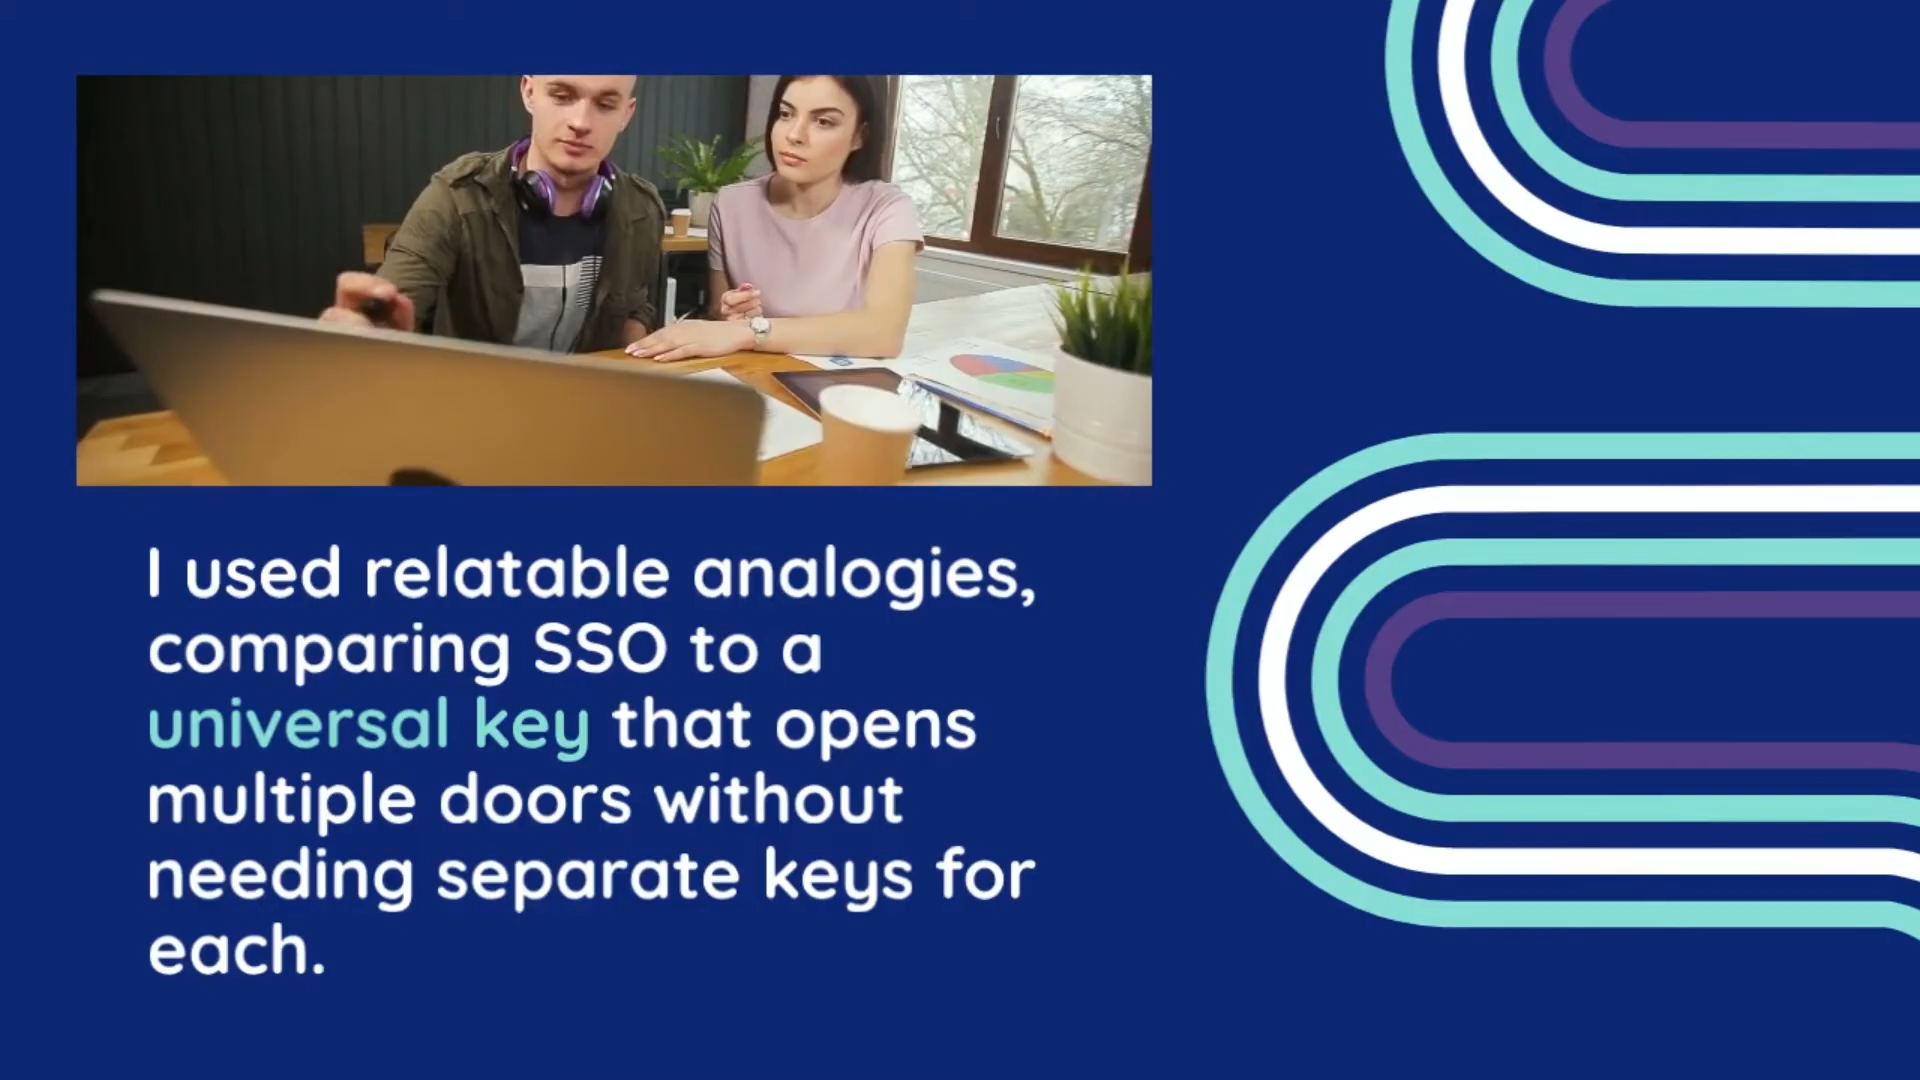 I used relatable analogies,
comparing SSO to a
universal key that opens
multiple doors without
needing separate keys for
each.